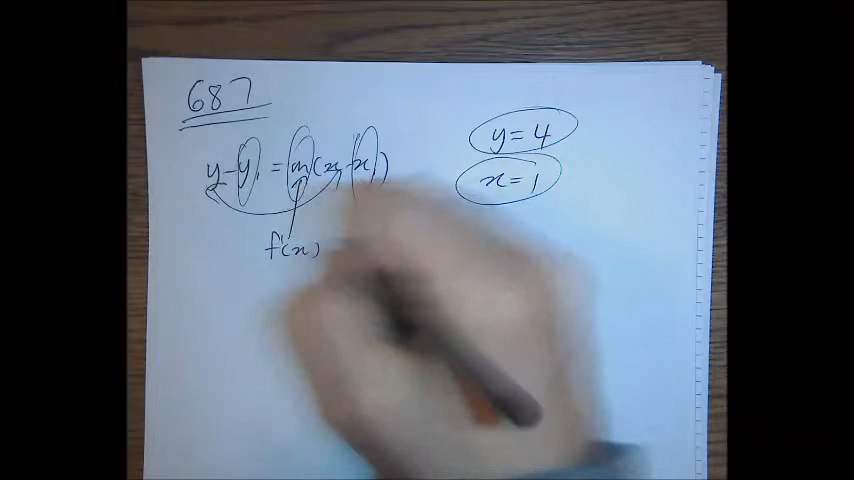 687
y - y₁ = m(x - x₁)
y = 4
x = 1
f'(x)